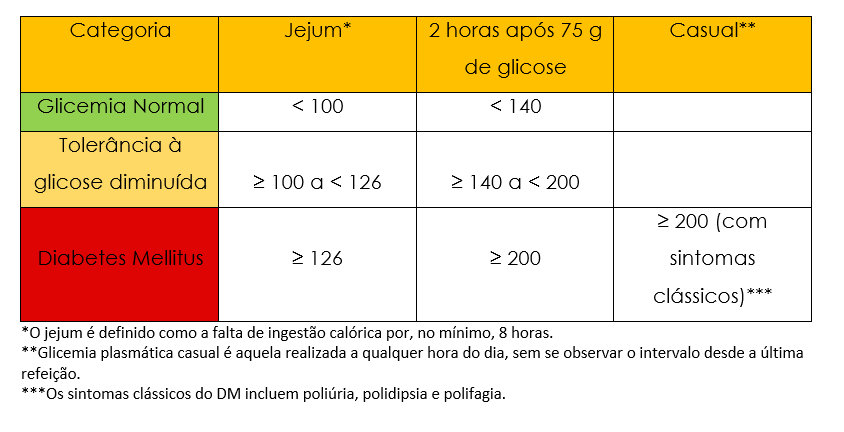 Categoria Jejum* 2 horas após 75 g Casual**
de glicose
Glicemia Normal < 100 < 140
Tolerância à
glicose diminuída ≥ 100 a < 126 ≥ 140 a < 200
≥ 200 (com
Diabetes Mellitus ≥ 126 ≥ 200 sintomas
clássicos)***
*O jejum é definido como a falta de ingestão calórica por, no mínimo, 8 horas.
**Glicemia plasmática casual é aquela realizada a qualquer hora do dia, sem se observar o intervalo desde a última
refeição.
***Os sintomas clássicos do DM incluem poliúria, polidipsia e polifagia.